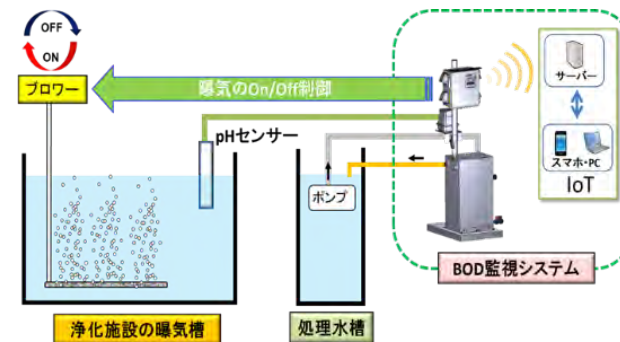 OFF
ON
ブロワー
曝気のOn/Off制御
pHセンサー
ポンプ
サーバー
スマホ・PC
IoT
BOD監視システム
浄化施設の曝気槽
処理水槽